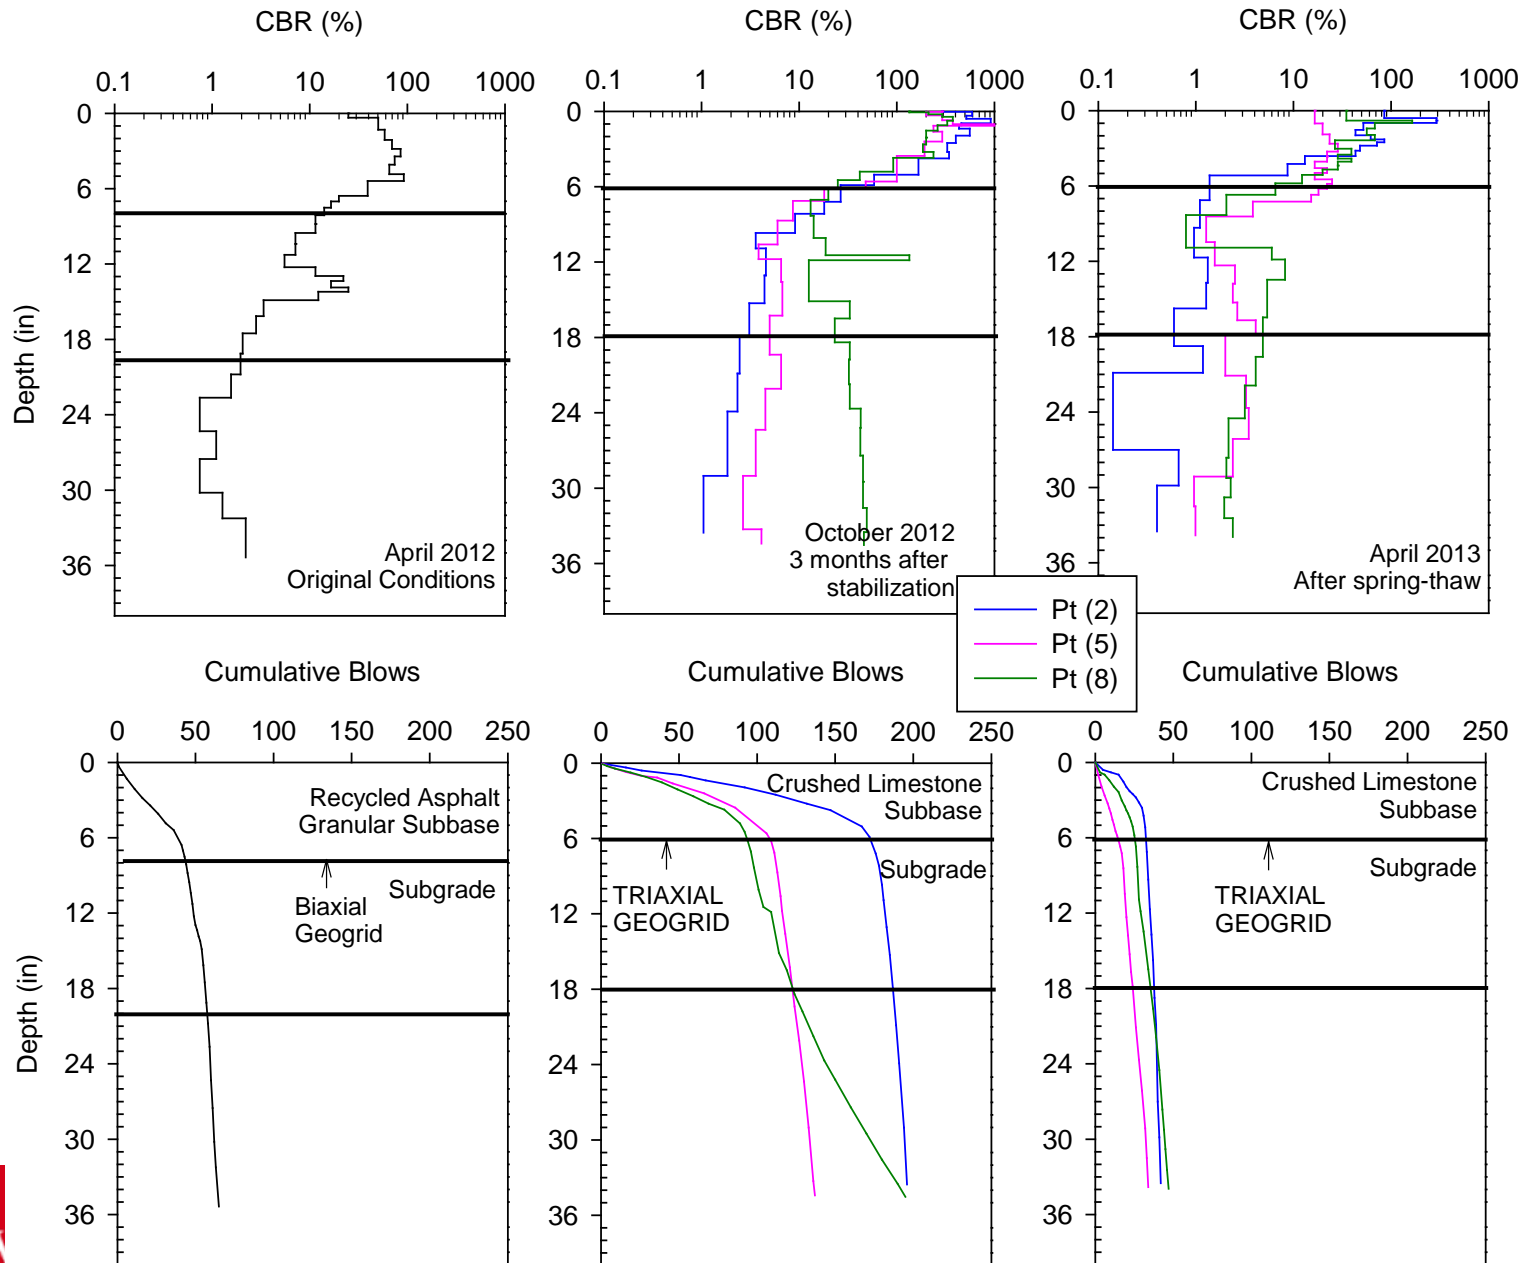 CBR (%)
CBR (%)
CBR (%)
0.1 1 10 100 1000
0.1 1 10 100 1000
0.1 1 10 100 1000
Depth (in)
0
6
12
18
24
30
36
April 2012
Original Conditions
0
6
12
18
24
30
36
October 2012
3 months after
stabilization
0
6
12
18
24
30
36
April 2013
After spring-thaw
Pt (2)
Pt (5)
Pt (8)
Cumulative Blows
Cumulative Blows
Cumulative Blows
0 50 100 150 200 250
0 50 100 150 200 250
0 50 100 150 200 250
Depth (in)
0
6
12
18
24
30
36
Recycled Asphalt
Granular Subbase
Subgrade
Biaxial
Geogrid
0
6
12
18
24
30
36
Crushed Limestone
Subbase
Subgrade
TRIAXIAL
GEOGRID
0
6
12
18
24
30
36
Crushed Limestone
Subbase
Subgrade
TRIAXIAL
GEOGRID